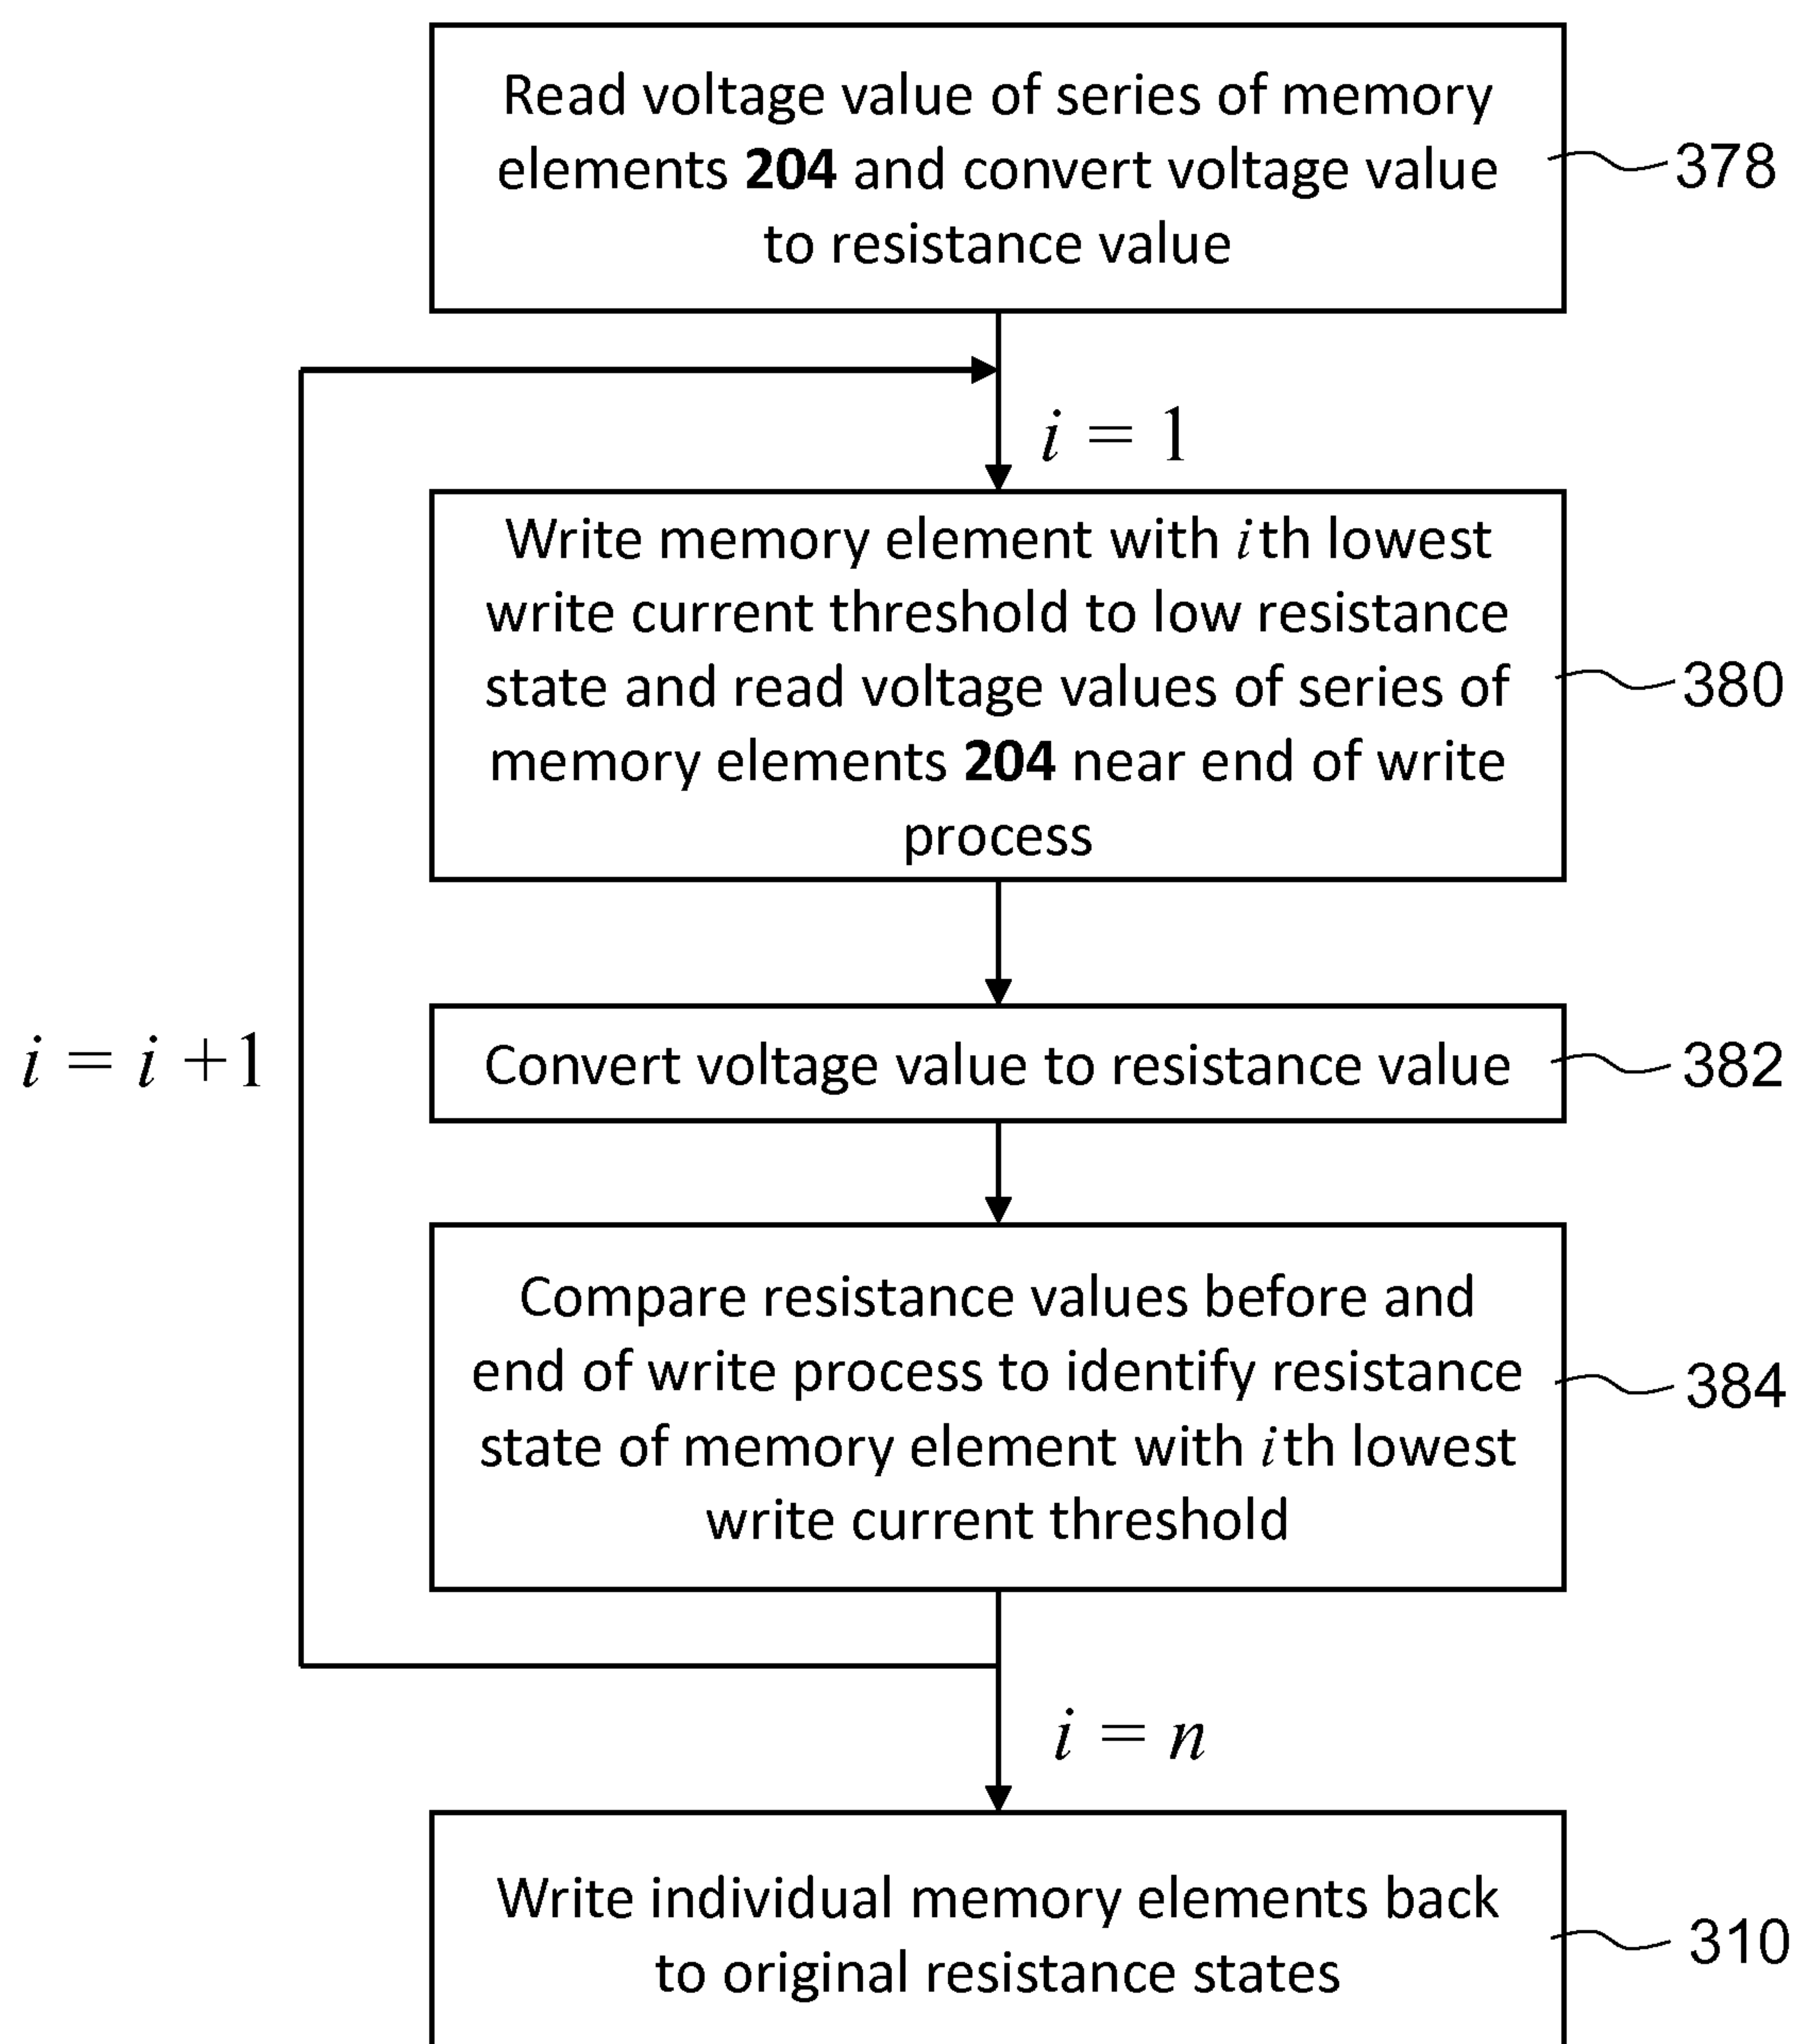 Read voltage value of series of memory
elements 204 and convert voltage value
to resistance value
378
i = 1
Write memory element with ith lowest
write current threshold to low resistance
state and read voltage values of series of
memory elements 204 near end of write
process
380
i = i +1
Convert voltage value to resistance value
382
Compare resistance values before and
end of write process to identify resistance
state of memory element with ith lowest
write current threshold
384
i = n
Write individual memory elements back
to original resistance states
310